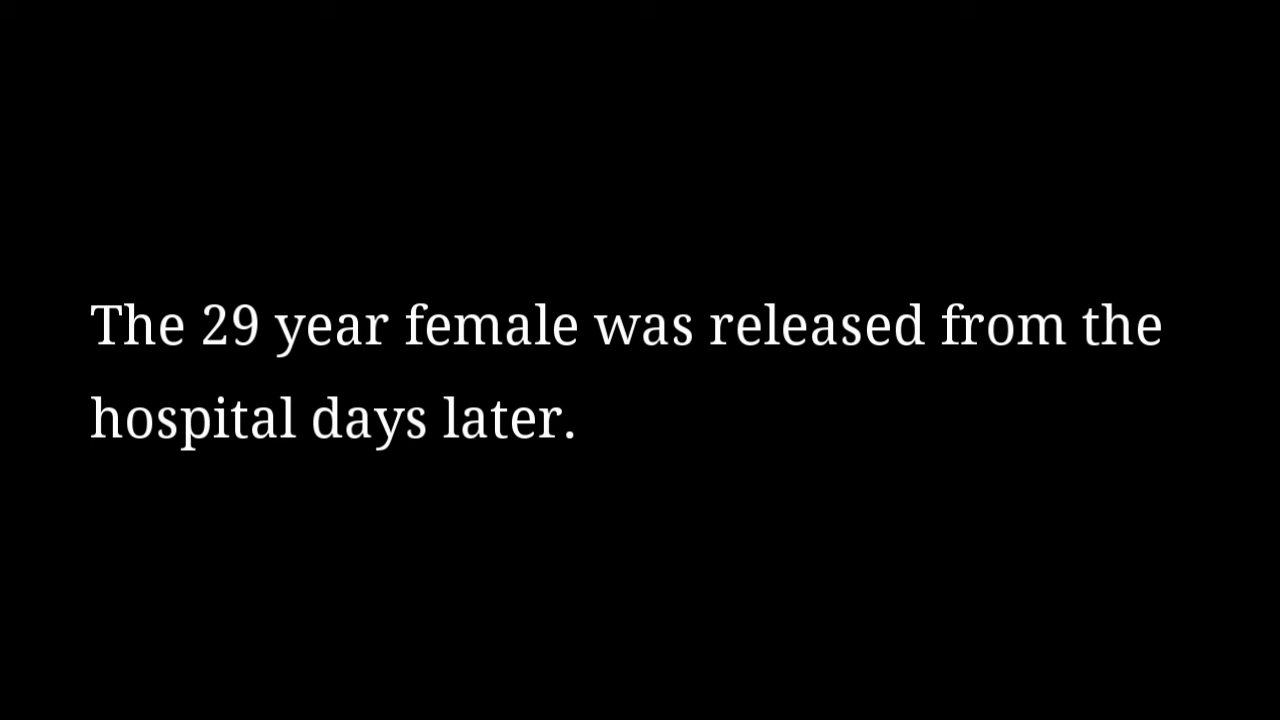 The 29 year female was released from the
hospital days later.